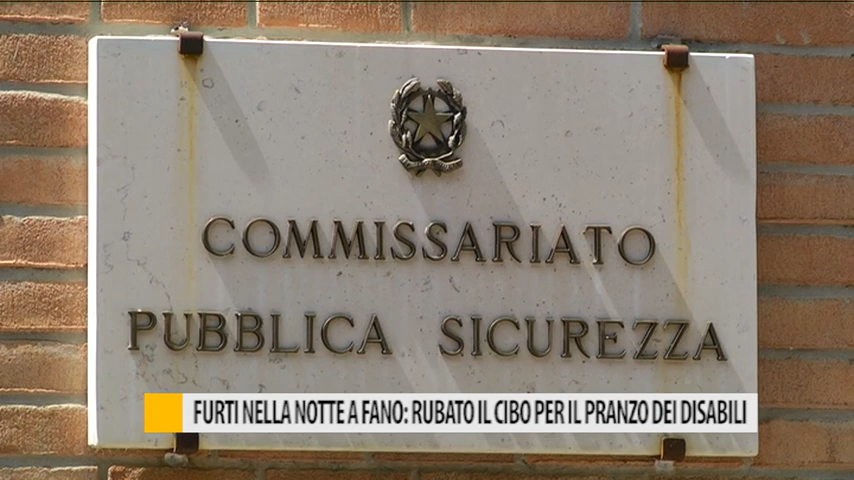 COMMISSARIATO
PUBBLICA SICUREZZA
FURTI NELLA NOTTE A FANO: RUBATO IL CIBO PER IL PRANZO DEI DISABILI